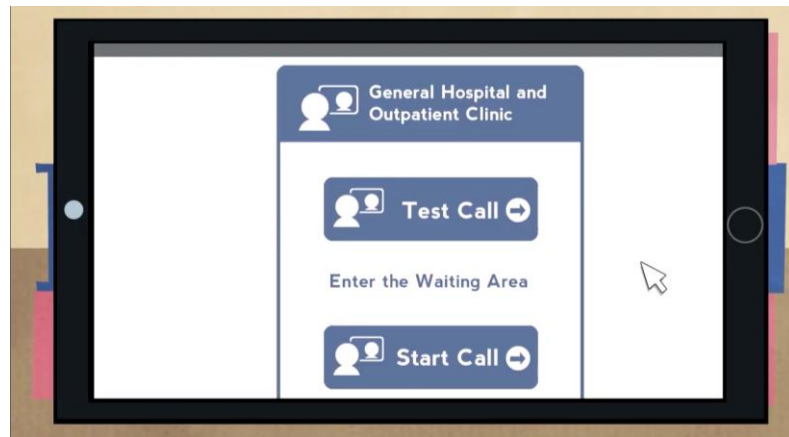 General Hospital and
Outpatient Clinic
Test Call
Enter the Waiting Area
Start Call